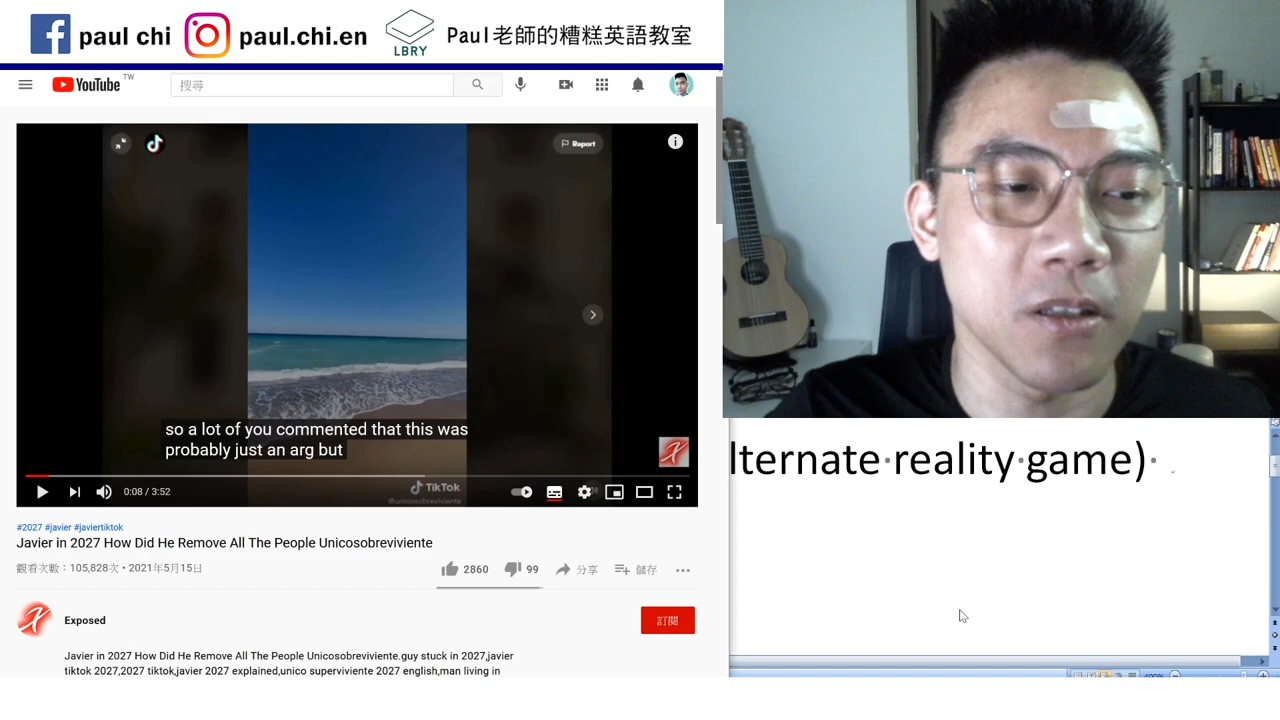 paul chi
paul.chi.en
LBRY
Paul老師的糟糕英語教室
YouTube TW
搜尋
Report
so a lot of you commented that this was
probably just an arg but
0:08 / 3:52
TikTok
@unicosobreviviente
#2027 #javier #javiertiktok
Javier in 2027 How Did He Remove All The People Unicosobreviviente
觀看次數：105,828次 • 2021年5月15日
2860
99
分享
儲存
Exposed
訂閱
Javier in 2027 How Did He Remove All The People Unicosobreviviente.guy stuck in 2027,javier
tiktok 2027,2027 tiktok,javier 2027 explained,unico superviviente 2027 english,man living in
lternate·reality·game)·